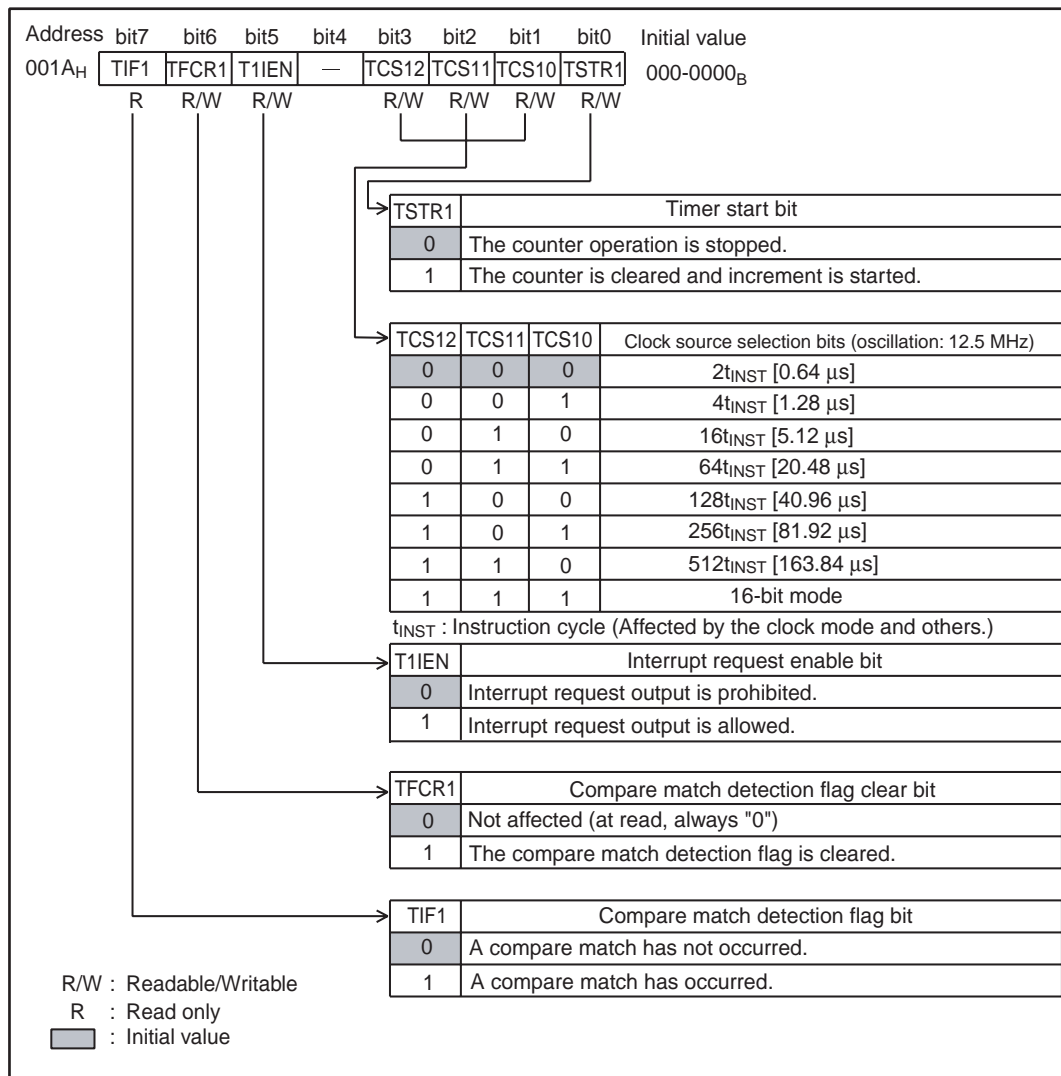 Address bit7 bit6 bit5 bit4 bit3 bit2 bit1 bit0 Initial value
001AH TIF1 TFCR1 T1IEN — TCS12 TCS11 TCS10 TSTR1 000-0000B
R R/W R/W R/W R/W R/W R/W
TSTR1 Timer start bit
0 The counter operation is stopped.
1 The counter is cleared and increment is started.
TCS12 TCS11 TCS10 Clock source selection bits (oscillation: 12.5 MHz)
0 0 0 2tINST [0.64 µs]
0 0 1 4tINST [1.28 µs]
0 1 0 16tINST [5.12 µs]
0 1 1 64tINST [20.48 µs]
1 0 0 128tINST [40.96 µs]
1 0 1 256tINST [81.92 µs]
1 1 0 512tINST [163.84 µs]
1 1 1 16-bit mode
tINST : Instruction cycle (Affected by the clock mode and others.)
T1IEN Interrupt request enable bit
0 Interrupt request output is prohibited.
1 Interrupt request output is allowed.
TFCR1 Compare match detection flag clear bit
0 Not affected (at read, always "0")
1 The compare match detection flag is cleared.
TIF1 Compare match detection flag bit
0 A compare match has not occurred.
1 A compare match has occurred.
R/W : Readable/Writable
R : Read only
: Initial value